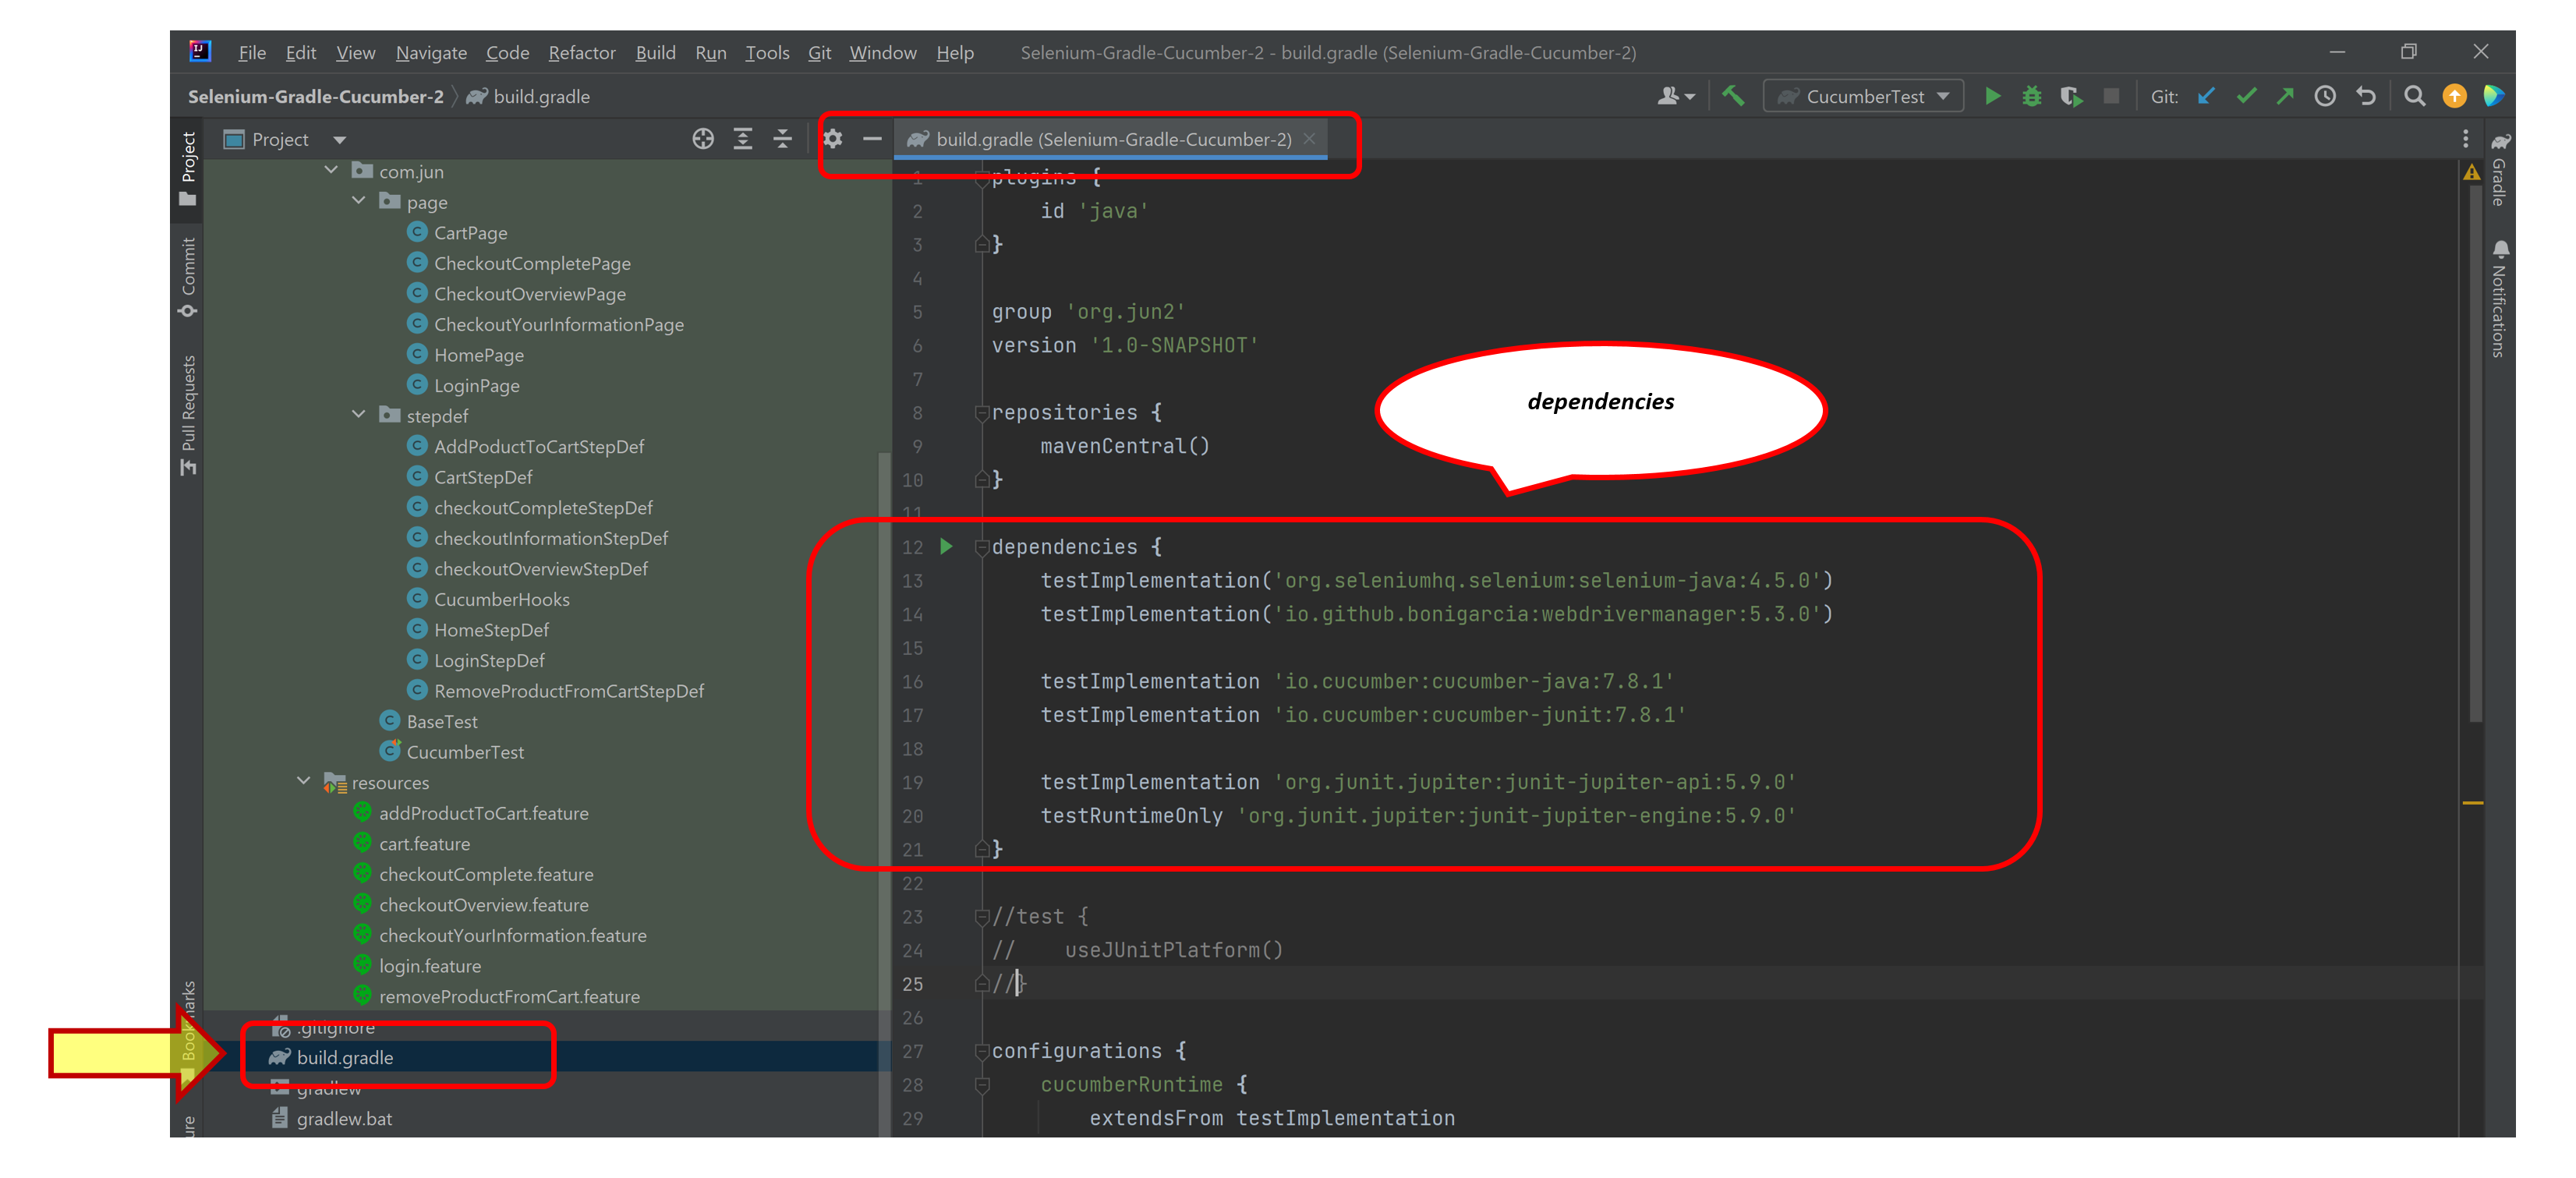 File Edit View Navigate Code Refactor Build Run Tools Git Window Help Selenium-Gradle-Cucumber-2 - build.gradle (Selenium-Gradle-Cucumber-2)
Selenium-Gradle-Cucumber-2 build.gradle CucumberTest Git:
Project
Commit
Pull Requests
Project
com.jun
page
CartPage
CheckoutCompletePage
CheckoutOverviewPage
CheckoutYourInformationPage
HomePage
LoginPage
stepdef
AddPoductToCartStepDef
CartStepDef
checkoutCompleteStepDef
checkoutInformationStepDef
checkoutOverviewStepDef
CucumberHooks
HomeStepDef
LoginStepDef
RemoveProductFromCartStepDef
BaseTest
CucumberTest
resources
addProductToCart.feature
cart.feature
checkoutComplete.feature
checkoutOverview.feature
checkoutYourInformation.feature
login.feature
removeProductFromCart.feature
.gitignore
build.gradle
gradlew
gradlew.bat
build.gradle (Selenium-Gradle-Cucumber-2)
1 plugins {
2 id 'java'
3 }
4
5 group 'org.jun2'
6 version '1.0-SNAPSHOT'
7
8 repositories {
9 mavenCentral()
10 }
11
12 dependencies {
13 testImplementation('org.seleniumhq.selenium:selenium-java:4.5.0')
14 testImplementation('io.github.bonigarcia:webdrivermanager:5.3.0')
15
16 testImplementation 'io.cucumber:cucumber-java:7.8.1'
17 testImplementation 'io.cucumber:cucumber-junit:7.8.1'
18
19 testImplementation 'org.junit.jupiter:junit-jupiter-api:5.9.0'
20 testRuntimeOnly 'org.junit.jupiter:junit-jupiter-engine:5.9.0'
21 }
22
23 //test {
24 // useJUnitPlatform()
25 //}
26
27 configurations {
28 cucumberRuntime {
29 extendsFrom testImplementation
dependencies
Gradle
Notifications